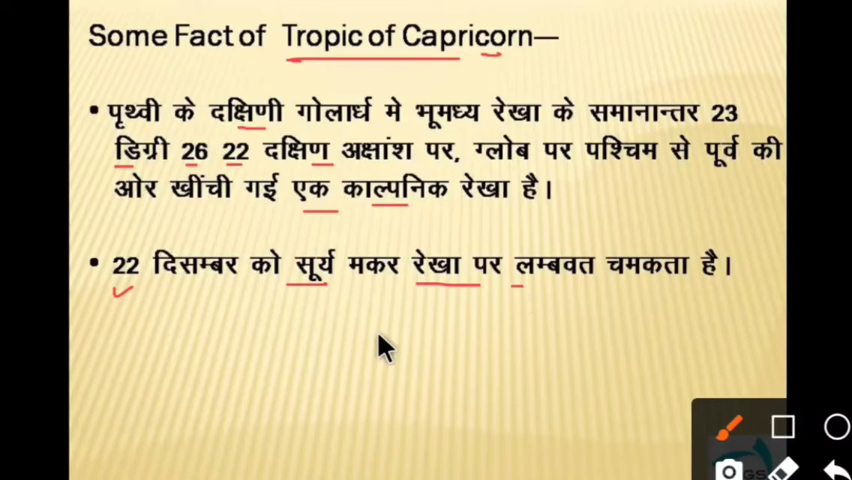 Some Fact of Tropic of Capricorn—
• पृथ्वी के दक्षिणी गोलार्ध मे भूमध्य रेखा के समानान्तर 23
डिग्री 26 22 दक्षिण अक्षांश पर, ग्लोब पर पश्चिम से पूर्व की
ओर खींची गई एक काल्पनिक रेखा है।
• 22 दिसम्बर को सूर्य मकर रेखा पर लम्बवत चमकता है।
GS